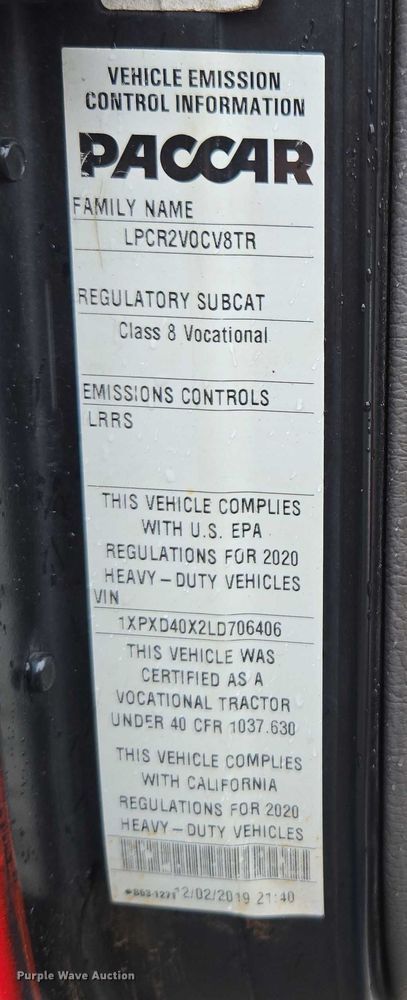 VEHICLE EMISSION
CONTROL INFORMATION
PACCAR
FAMILY NAME
LPCR2VOCV8TR
REGULATORY SUBCAT
Class 8 Vocational
EMISSIONS CONTROLS
LRRS
THIS VEHICLE COMPLIES
WITH U.S. EPA
REGULATIONS FOR 2020
HEAVY-DUTY VEHICLES
VIN
1XPXD40X2LD706406
THIS VEHICLE WAS
CERTIFIED AS A
VOCATIONAL TRACTOR
UNDER 40 CFR 1037.630
THIS VEHICLE COMPLIES
WITH CALIFORNIA
REGULATIONS FOR 2020
HEAVY-DUTY VEHICLES
12/02/2019 21:40
Purple Wave Auction